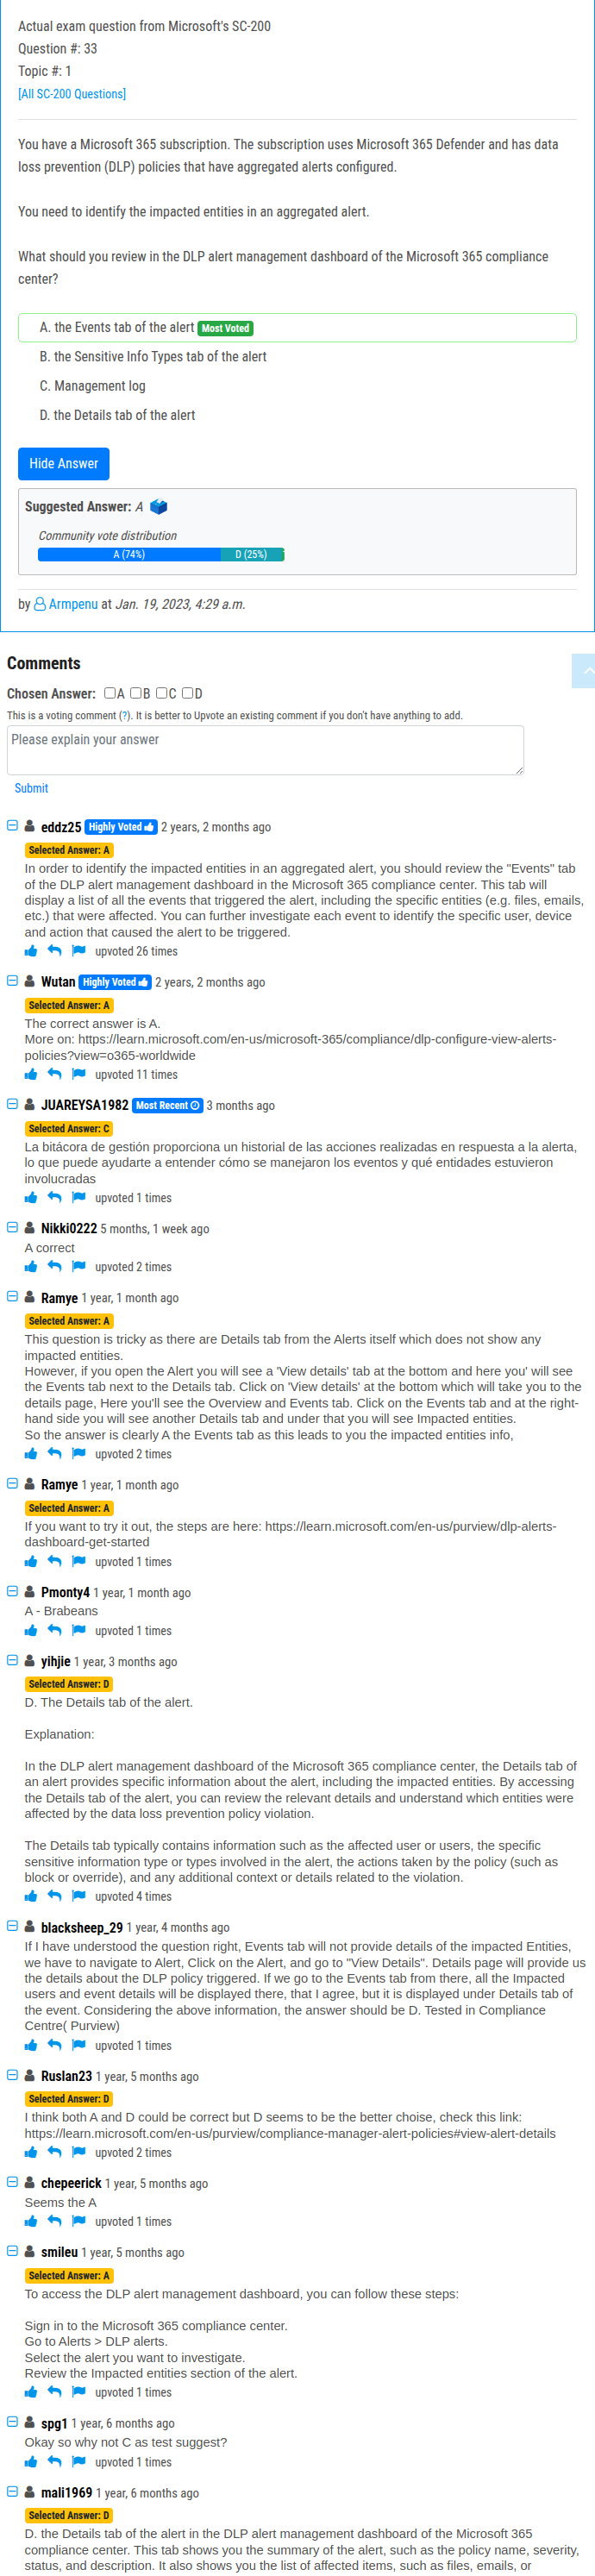 Actual exam question from Microsoft's SC-200
Question #: 33
Topic #: 1
[All SC-200 Questions]
You have a Microsoft 365 subscription. The subscription uses Microsoft 365 Defender and has data
loss prevention (DLP) policies that have aggregated alerts configured.
You need to identify the impacted entities in an aggregated alert.
What should you review in the DLP alert management dashboard of the Microsoft 365 compliance
center?
A. the Events tab of the alert Most Voted
B. the Sensitive Info Types tab of the alert
C. Management log
D. the Details tab of the alert
Hide Answer
Suggested Answer: A
Community vote distribution
A (74%) D (25%)
by Armpenu at Jan. 19, 2023, 4:29 a.m.
Comments
Chosen Answer: A B C D
This is a voting comment (?). It is better to Upvote an existing comment if you don't have anything to add.
Please explain your answer
Submit
eddz25 Highly Voted 2 years, 2 months ago
Selected Answer: A
In order to identify the impacted entities in an aggregated alert, you should review the "Events" tab
of the DLP alert management dashboard in the Microsoft 365 compliance center. This tab will
display a list of all the events that triggered the alert, including the specific entities (e.g. files, emails,
etc.) that were affected. You can further investigate each event to identify the specific user, device
and action that caused the alert to be triggered.
upvoted 26 times
Wutan Highly Voted 2 years, 2 months ago
Selected Answer: A
The correct answer is A.
More on: https://learn.microsoft.com/en-us/microsoft-365/compliance/dlp-configure-view-alerts-
policies?view=o365-worldwide
upvoted 11 times
JUAREYSA1982 Most Recent 3 months ago
Selected Answer: C
La bitácora de gestión proporciona un historial de las acciones realizadas en respuesta a la alerta,
lo que puede ayudarte a entender cómo se manejaron los eventos y qué entidades estuvieron
involucradas
upvoted 1 times
Nikki0222 5 months, 1 week ago
A correct
upvoted 2 times
Ramye 1 year, 1 month ago
Selected Answer: A
This question is tricky as there are Details tab from the Alerts itself which does not show any
impacted entities.
However, if you open the Alert you will see a 'View details' tab at the bottom and here you' will see
the Events tab next to the Details tab. Click on 'View details' at the bottom which will take you to the
details page, Here you'll see the Overview and Events tab. Click on the Events tab and at the right-
hand side you will see another Details tab and under that you will see Impacted entities.
So the answer is clearly A the Events tab as this leads to you the impacted entities info,
upvoted 2 times
Ramye 1 year, 1 month ago
Selected Answer: A
If you want to try it out, the steps are here: https://learn.microsoft.com/en-us/purview/dlp-alerts-
dashboard-get-started
upvoted 1 times
Pmonty4 1 year, 1 month ago
A - Brabeans
upvoted 1 times
yihjie 1 year, 3 months ago
Selected Answer: D
D. The Details tab of the alert.
Explanation:
In the DLP alert management dashboard of the Microsoft 365 compliance center, the Details tab of
an alert provides specific information about the alert, including the impacted entities. By accessing
the Details tab of the alert, you can review the relevant details and understand which entities were
affected by the data loss prevention policy violation.
The Details tab typically contains information such as the affected user or users, the specific
sensitive information type or types involved in the alert, the actions taken by the policy (such as
block or override), and any additional context or details related to the violation.
upvoted 4 times
blacksheep_29 1 year, 4 months ago
If I have understood the question right, Events tab will not provide details of the impacted Entities,
we have to navigate to Alert, Click on the Alert, and go to "View Details". Details page will provide us
the details about the DLP policy triggered. If we go to the Events tab from there, all the Impacted
users and event details will be displayed there, that I agree, but it is displayed under Details tab of
the event. Considering the above information, the answer should be D. Tested in Compliance
Centre( Purview)
upvoted 1 times
Ruslan23 1 year, 5 months ago
Selected Answer: D
I think both A and D could be correct but D seems to be the better choise, check this link:
https://learn.microsoft.com/en-us/purview/compliance-manager-alert-policies#view-alert-details
upvoted 2 times
chepeerick 1 year, 5 months ago
Seems the A
upvoted 1 times
smileu 1 year, 5 months ago
Selected Answer: A
To access the DLP alert management dashboard, you can follow these steps:
Sign in to the Microsoft 365 compliance center.
Go to Alerts > DLP alerts.
Select the alert you want to investigate.
Review the Impacted entities section of the alert.
upvoted 1 times
spg1 1 year, 6 months ago
Okay so why not C as test suggest?
upvoted 1 times
mali1969 1 year, 6 months ago
Selected Answer: D
D. the Details tab of the alert in the DLP alert management dashboard of the Microsoft 365
compliance center. This tab shows you the summary of the alert, such as the policy name, severity,
status, and description. It also shows you the list of affected items, such as files, emails, or